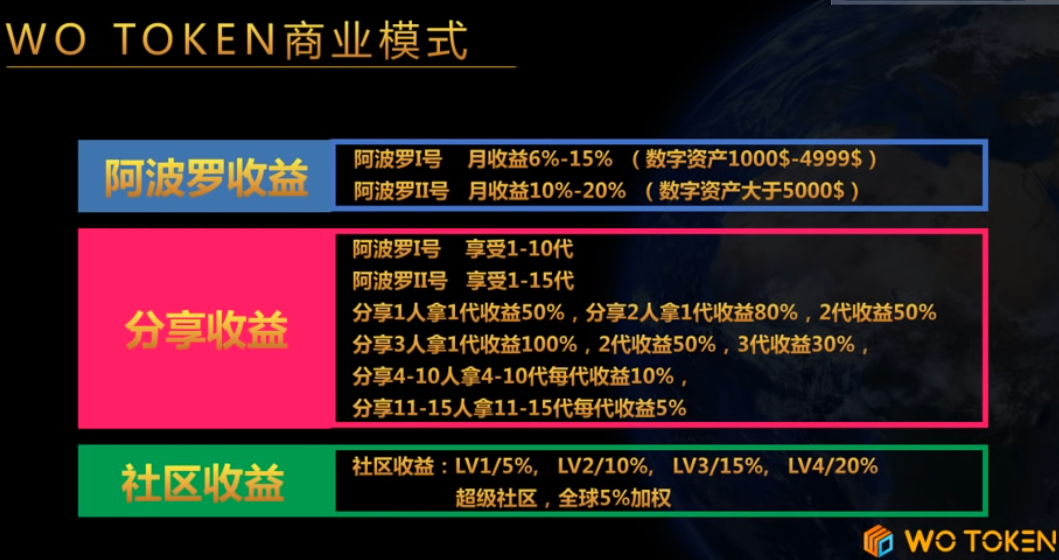 WO TOKEN商业模式
阿波罗收益
阿波罗I号 月收益6%-15% （数字资产1000$-4999$）
阿波罗II号 月收益10%-20% （数字资产大于5000$）
分享收益
阿波罗I号 享受1-10代
阿波罗II号 享受1-15代
分享1人拿1代收益50%，分享2人拿1代收益80%，2代收益50%
分享3人拿1代收益100%，2代收益50%，3代收益30%，
分享4-10人拿4-10代每代收益10%，
分享11-15人拿11-15代每代收益5%
社区收益
社区收益：LV1/5%, LV2/10%, LV3/15%, LV4/20%
超级社区，全球5%加权
WO TOKEN